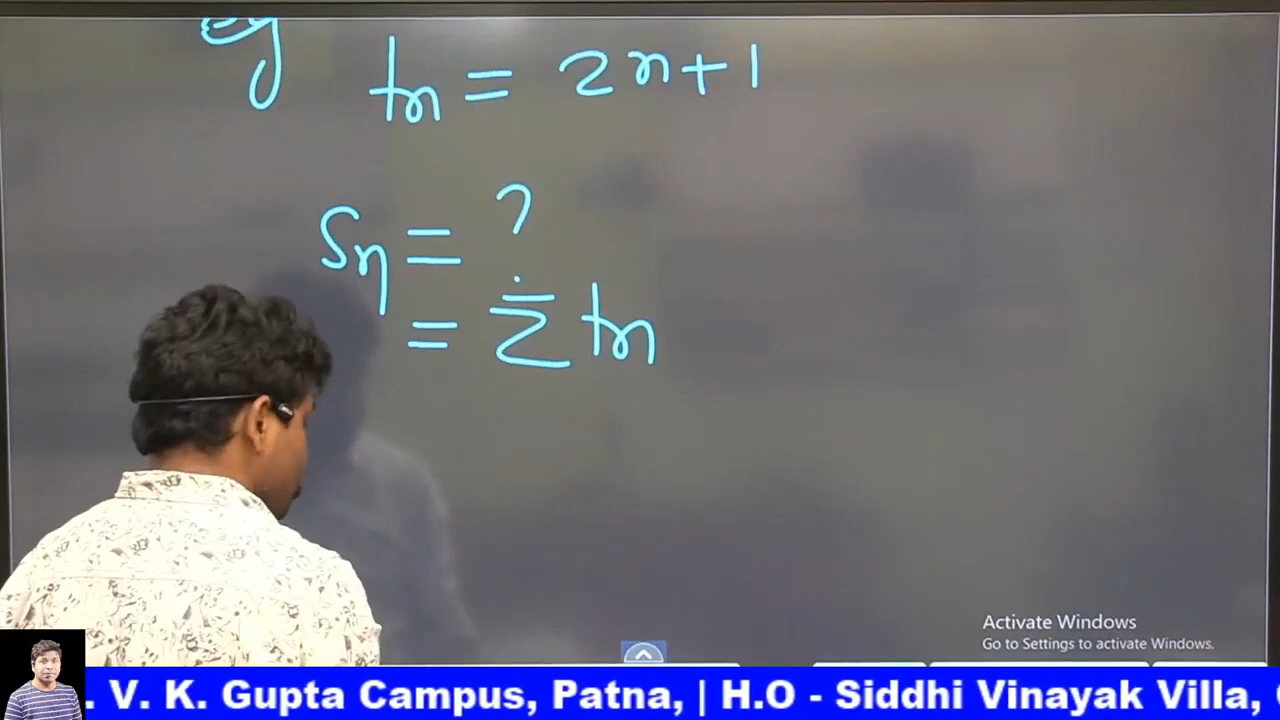 eg
tn = 2n+1
Sn = ?
= Σ tn
Activate Windows
Go to Settings to activate Windows.
. V. K. Gupta Campus, Patna, | H.O - Siddhi Vinayak Villa,